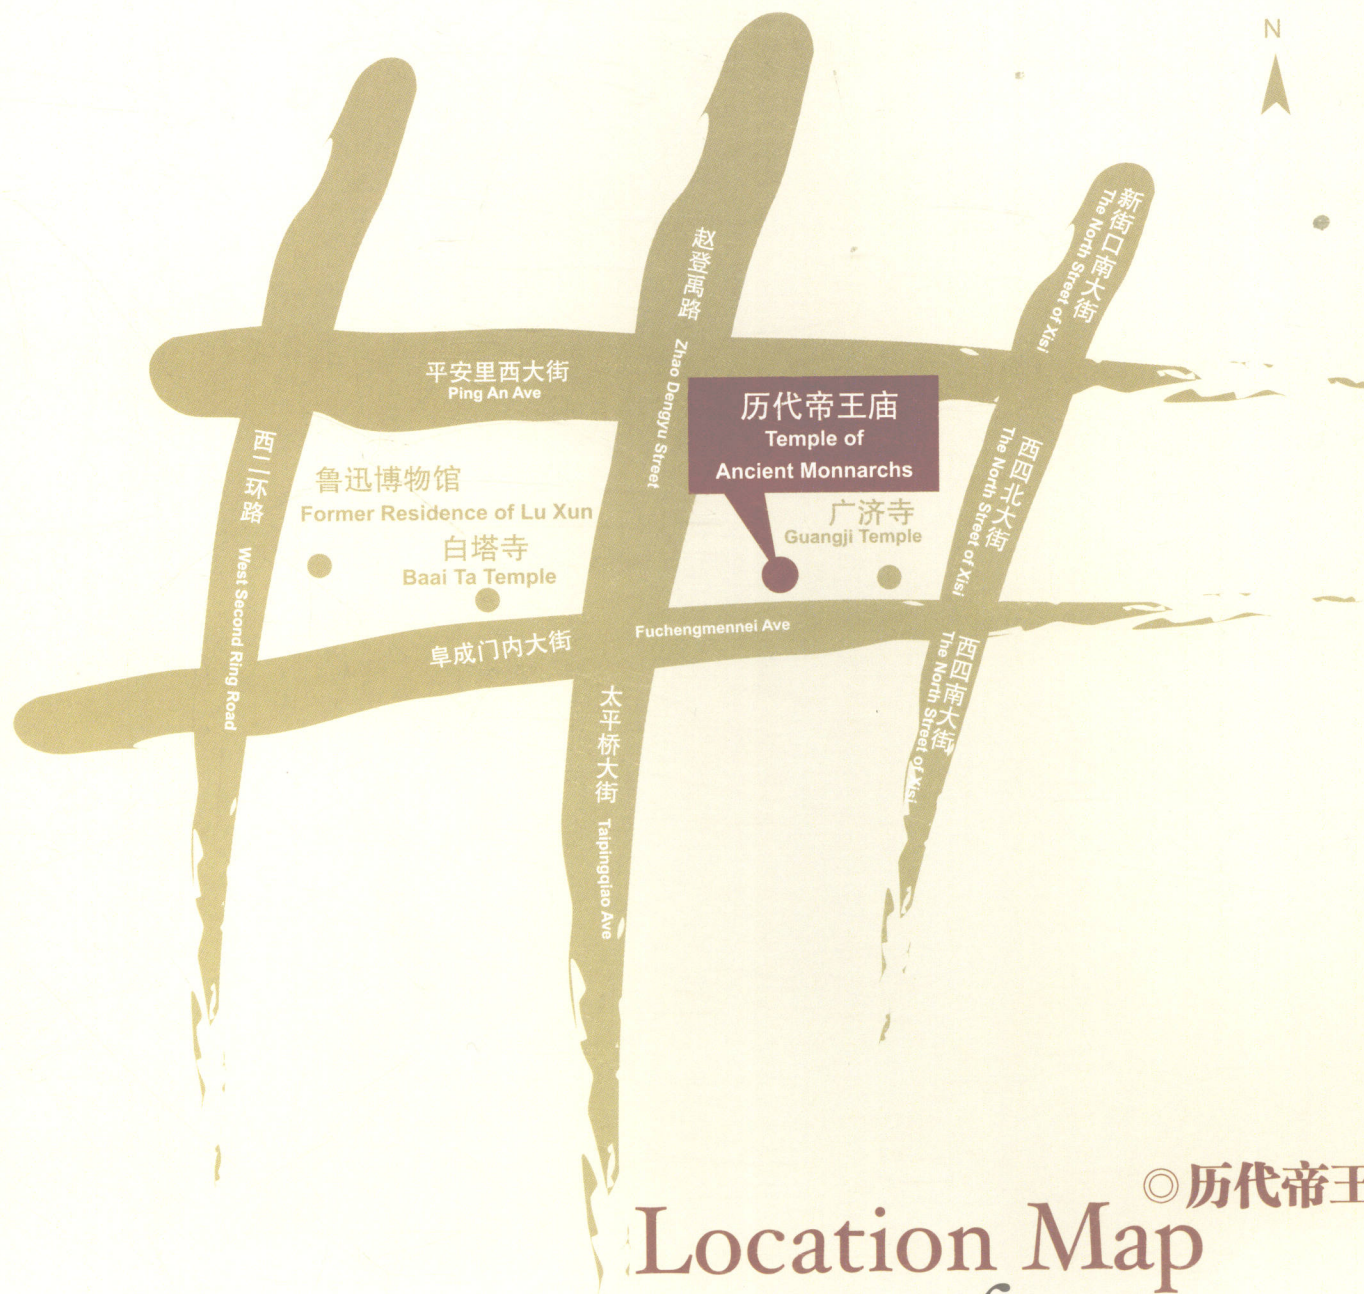 N
新街口南大街
The North Street of Xisi
赵登禹路
Zhao Dengyu Street
平安里西大街
Ping An Ave
历代帝王庙
Temple of
Ancient Monnarchs
西二环路
West Second Ring Road
鲁迅博物馆
Former Residence of Lu Xun
白塔寺
Baai Ta Temple
广济寺
Guangji Temple
西四北大街
The North Street of Xisi
阜成门内大街
Fuchengmennei Ave
西四南大街
The North Street of Xisi
太平桥大街
Taipingqiao Ave
◎历代帝王
Location Map